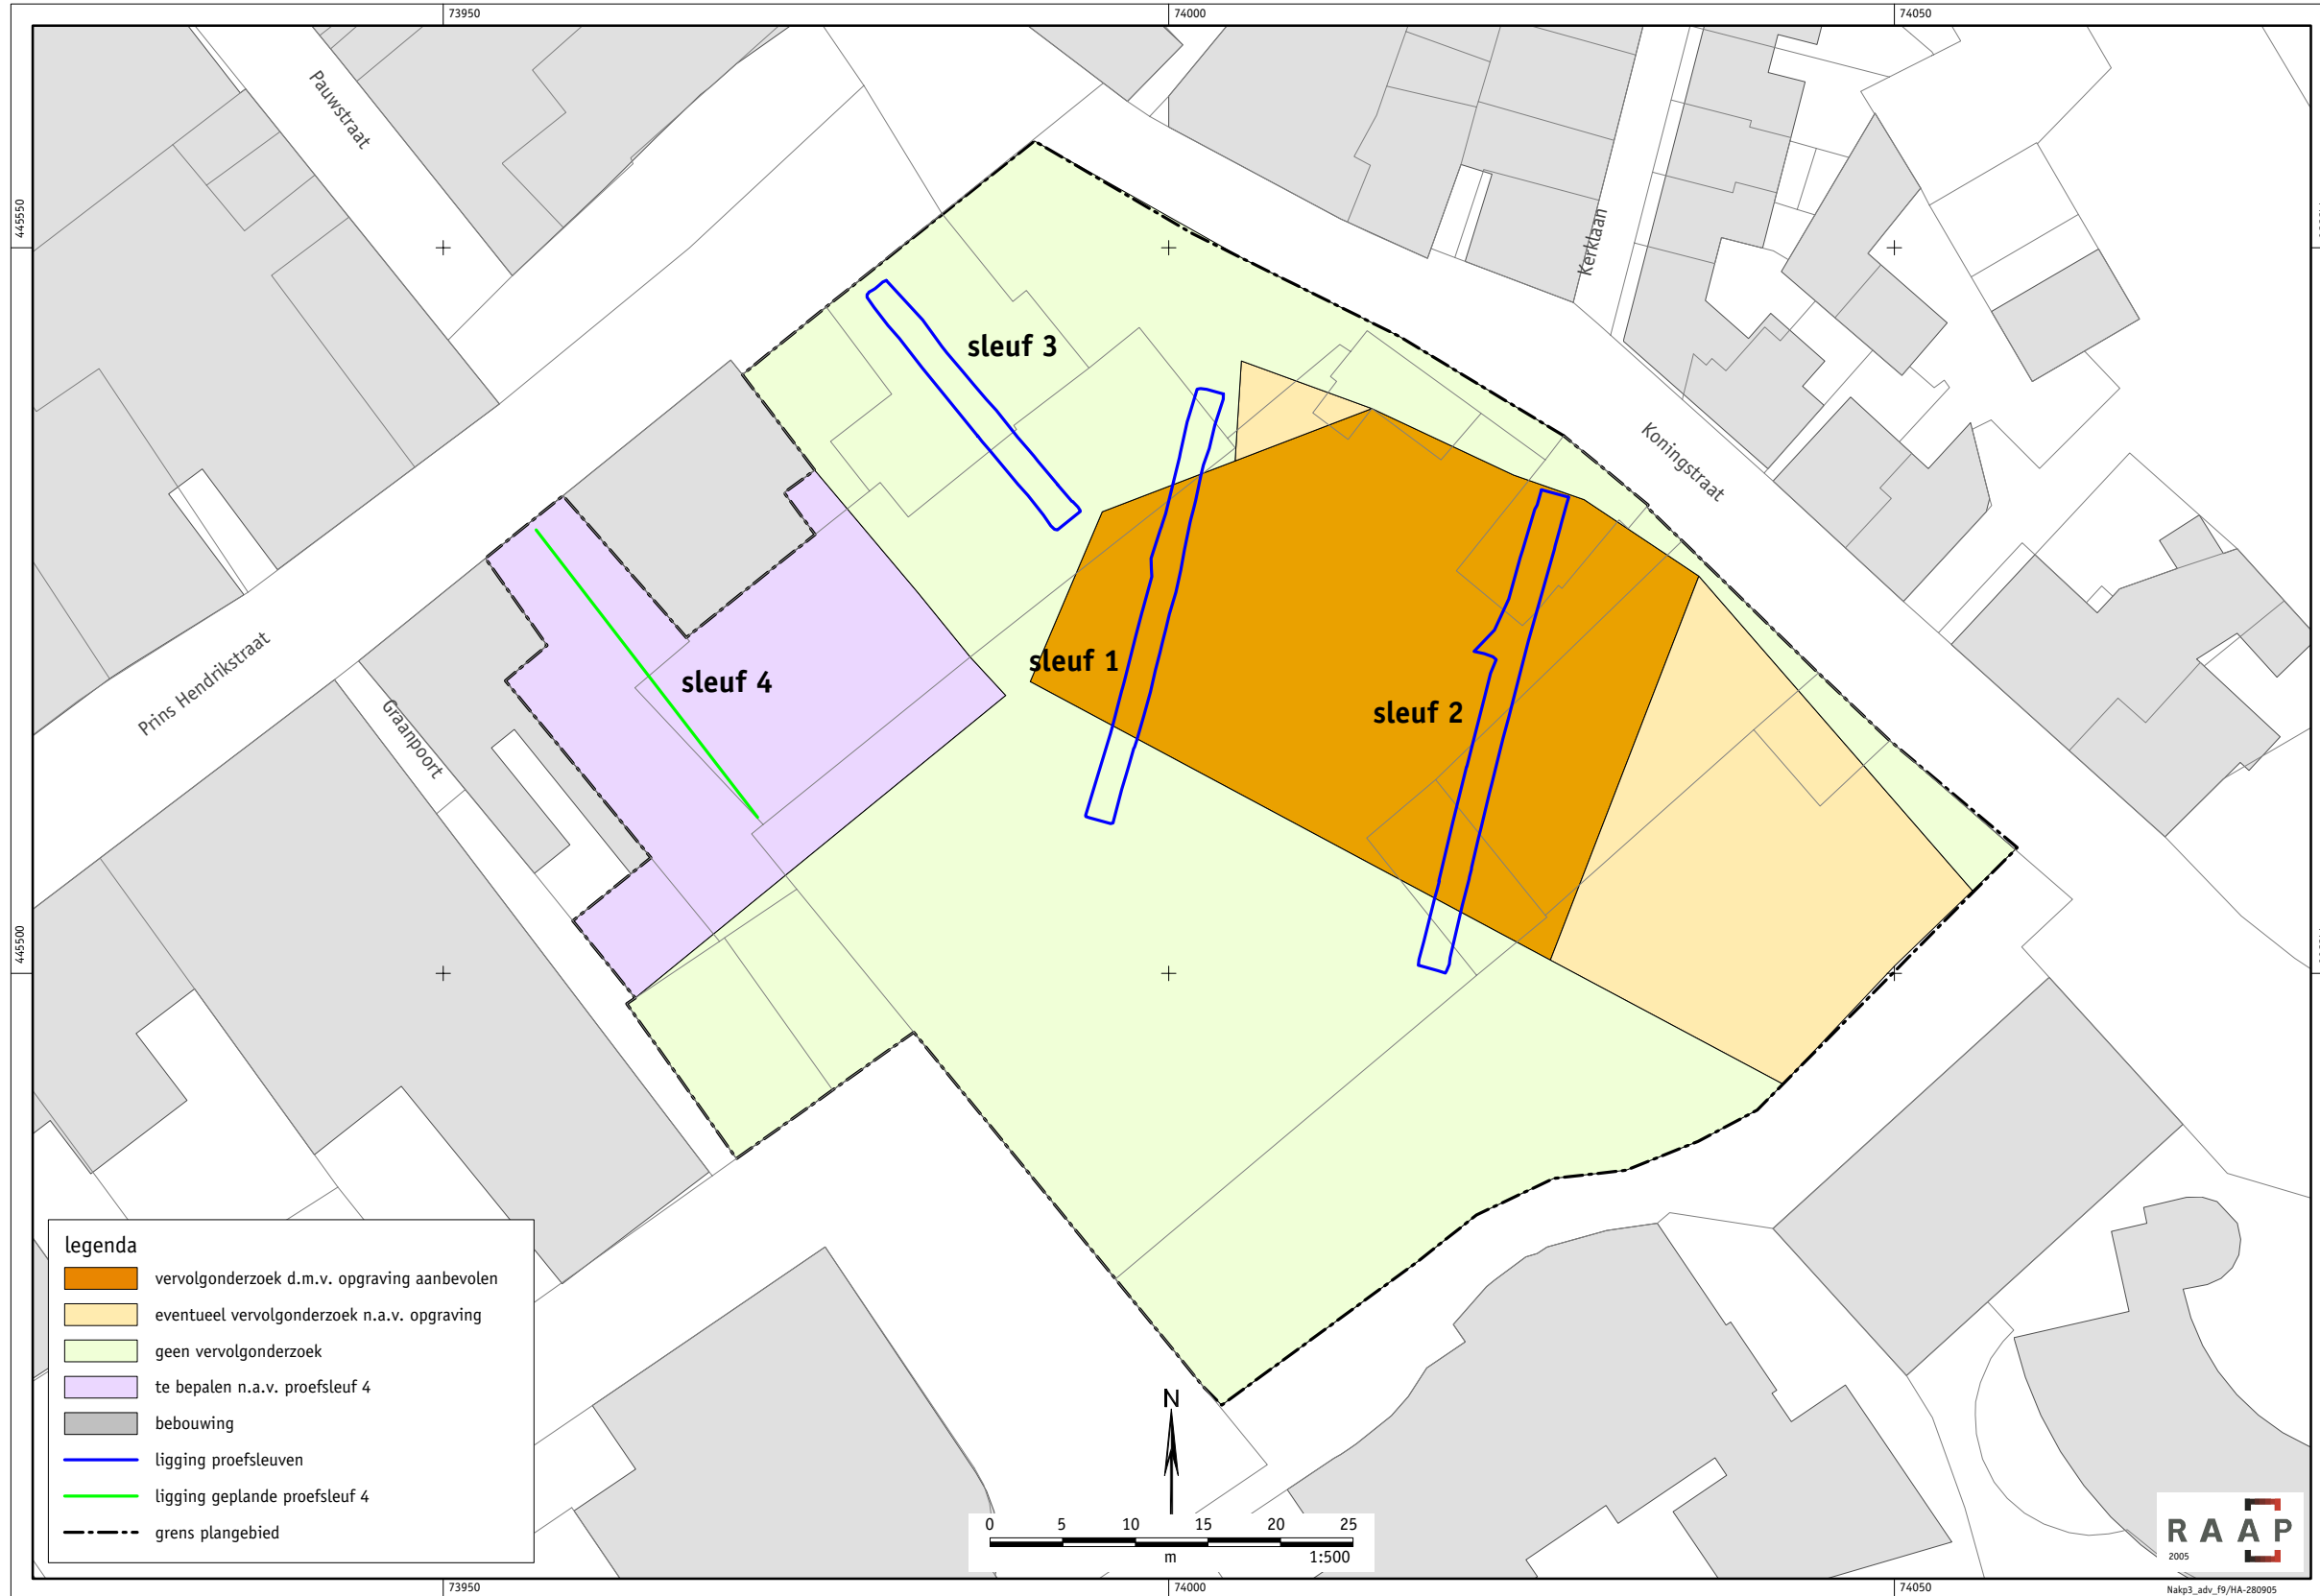 73950
74000
74050
445550
Pauwstraat
Kerklaan
sleuf 3
Koningstraat
sleuf 1
sleuf 4
sleuf 2
Prins Hendrikstraat
Graanpoort
445500
legenda
vervolgonderzoek d.m.v. opgraving aanbevolen
eventueel vervolgonderzoek n.a.v. opgraving
geen vervolgonderzoek
te bepalen n.a.v. proefsleuf 4
bebouwing
ligging proefsleuven
ligging geplande proefsleuf 4
grens plangebied
N
0 5 10 15 20 25
m 1:500
RAAP
2005
73950
74000
74050
Nakp3_adv_f9/HA-280905